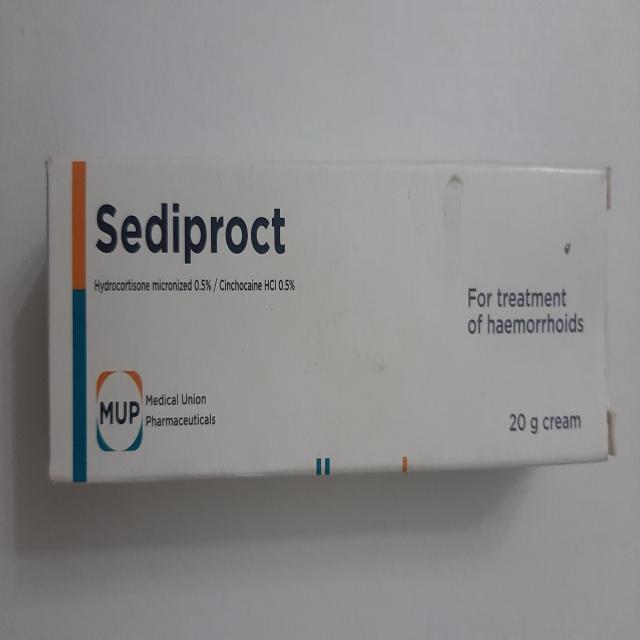 Sediproct
Hydrocortisone micronized 0.5% / Cinchocaine HCl 0.5%
For treatment
of haemorrhoids
MUP
Medical Union
Pharmaceuticals
20 g cream